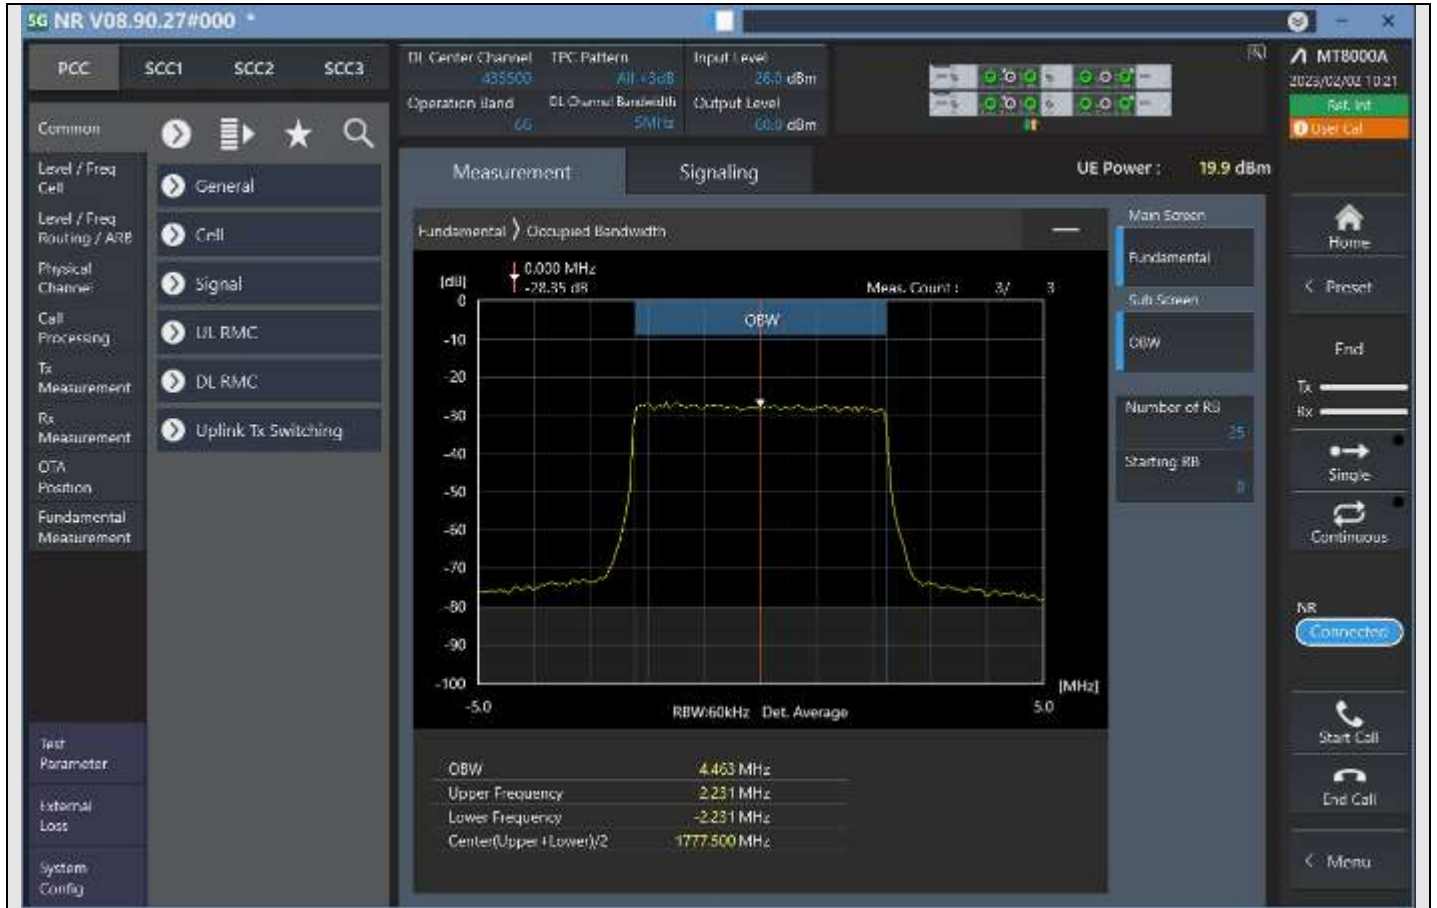 5G NR V08.90.27#000 *
PCC SCC1 SCC2 SCC3
DL Center Channel
435500
TPC Pattern
All +3dB
Input Level
26.0 dBm
Operation Band
66
DL Channel Bandwidth
5MHz
Output Level
-60.0 dBm
MT8000A
2023/02/02 10:21
Ref. Int
User Cal
Common
Level / Freq
Cell
Level / Freq
Routing / ARB
Physical
Channel
Call
Processing
Tx
Measurement
Rx
Measurement
OTA
Position
Fundamental
Measurement
Test
Parameter
External
Loss
System
Config
General
Cell
Signal
UL RMC
DL RMC
Uplink Tx Switching
Measurement Signaling
UE Power : 19.9 dBm
Fundamental > Occupied Bandwidth
[dB]
0.000 MHz
-28.35 dB
Meas. Count : 3/ 3
OBW
0
-10
-20
-30
-40
-50
-60
-70
-80
-90
-100
[MHz]
-5.0 RBW:60kHz Det. Average 5.0
OBW 4.463 MHz
Upper Frequency 2.231 MHz
Lower Frequency -2.231 MHz
Center(Upper+Lower)/2 1777.500 MHz
Main Screen
Fundamental
Sub Screen
OBW
Number of RB
25
Starting RB
0
Home
< Preset
End
Tx
Rx
Single
Continuous
NR
Connected
Start Call
End Call
< Menu